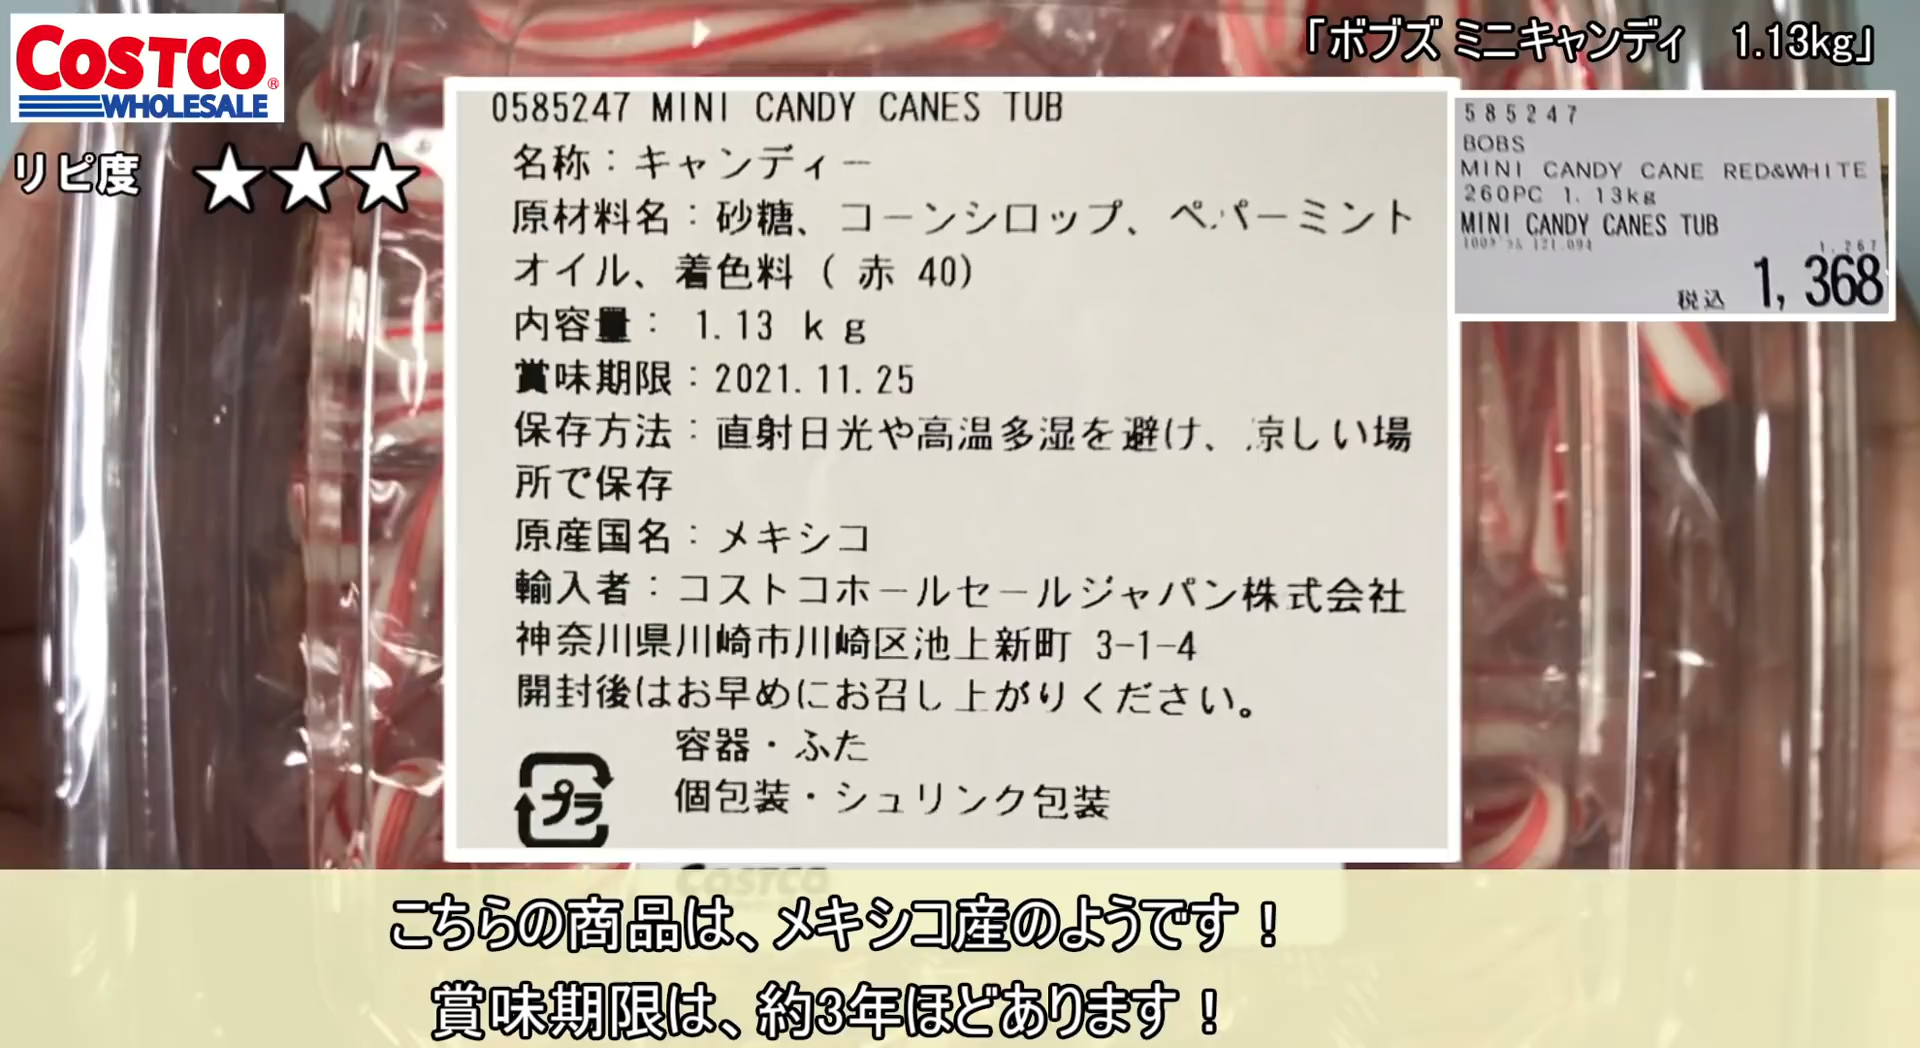 COSTCO
WHOLESALE
「ボブズ ミニキャンディ 1.13kg」
リピ度 ★★★
0585247 MINI CANDY CANES TUB
名称：キャンディー
原材料名：砂糖、コーンシロップ、ペパーミント
オイル、着色料 ( 赤 40)
内容量： 1.13 kg
賞味期限：2021.11.25
保存方法：直射日光や高温多湿を避け、涼しい場
所で保存
原産国名：メキシコ
輸入者：コストコホールセールジャパン株式会社
神奈川県川崎市川崎区池上新町 3-1-4
開封後はお早めにお召し上がりください。
プラ
容器・ふた
個包装・シュリンク包装
585247
BOBS
MINI CANDY CANE RED&WHITE
260PC 1.13kg
MINI CANDY CANES TUB
1,267
税込 1,368
COSTCO
こちらの商品は、メキシコ産のようです！
賞味期限は、約3年ほどあります！